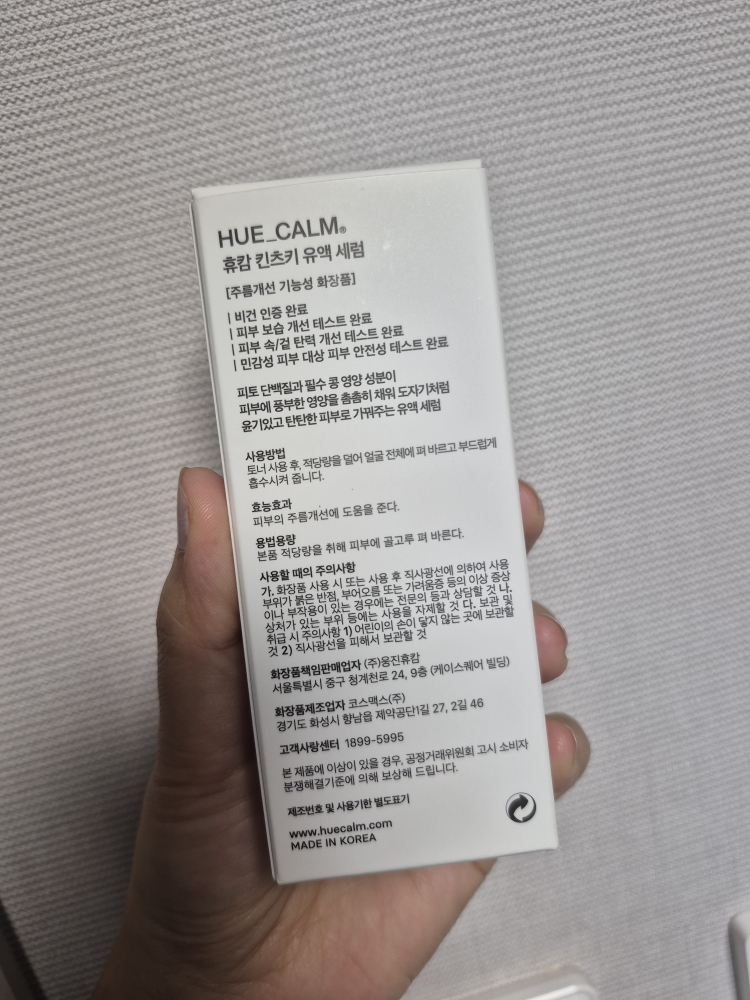 HUE_CALM®
휴캄 킨츠키 유액 세럼
[주름개선 기능성 화장품]
| 비건 인증 완료
| 피부 보습 개선 테스트 완료
| 피부 속/겉 탄력 개선 테스트 완료
| 민감성 피부 대상 피부 안전성 테스트 완료
피토 단백질과 필수 콩 영양 성분이
피부에 풍부한 영양을 촘촘히 채워 도자기처럼
윤기있고 탄탄한 피부로 가꿔주는 유액 세럼
사용방법
토너 사용 후, 적당량을 덜어 얼굴 전체에 펴 바르고 부드럽게
흡수시켜 줍니다.
효능효과
피부의 주름개선에 도움을 준다.
용법용량
본품 적당량을 취해 피부에 골고루 펴 바른다.
사용할 때의 주의사항
가. 화장품 사용 시 또는 사용 후 직사광선에 의하여 사용
부위가 붉은 반점, 부어오름 또는 가려움증 등의 이상 증상
이나 부작용이 있는 경우에는 전문의 등과 상담할 것 나.
상처가 있는 부위 등에는 사용을 자제할 것 다. 보관 및
취급 시 주의사항 1) 어린이의 손이 닿지 않는 곳에 보관할
것 2) 직사광선을 피해서 보관할 것
화장품책임판매업자 (주)웅진휴캄
서울특별시 중구 청계천로 24, 9층 (케이스퀘어 빌딩)
화장품제조업자 코스맥스(주)
경기도 화성시 향남읍 제약공단1길 27, 2길 46
고객사랑센터 1899-5995
본 제품에 이상이 있을 경우, 공정거래위원회 고시 소비자
분쟁해결기준에 의해 보상해 드립니다.
제조번호 및 사용기한 별도표기
www.huecalm.com
MADE IN KOREA